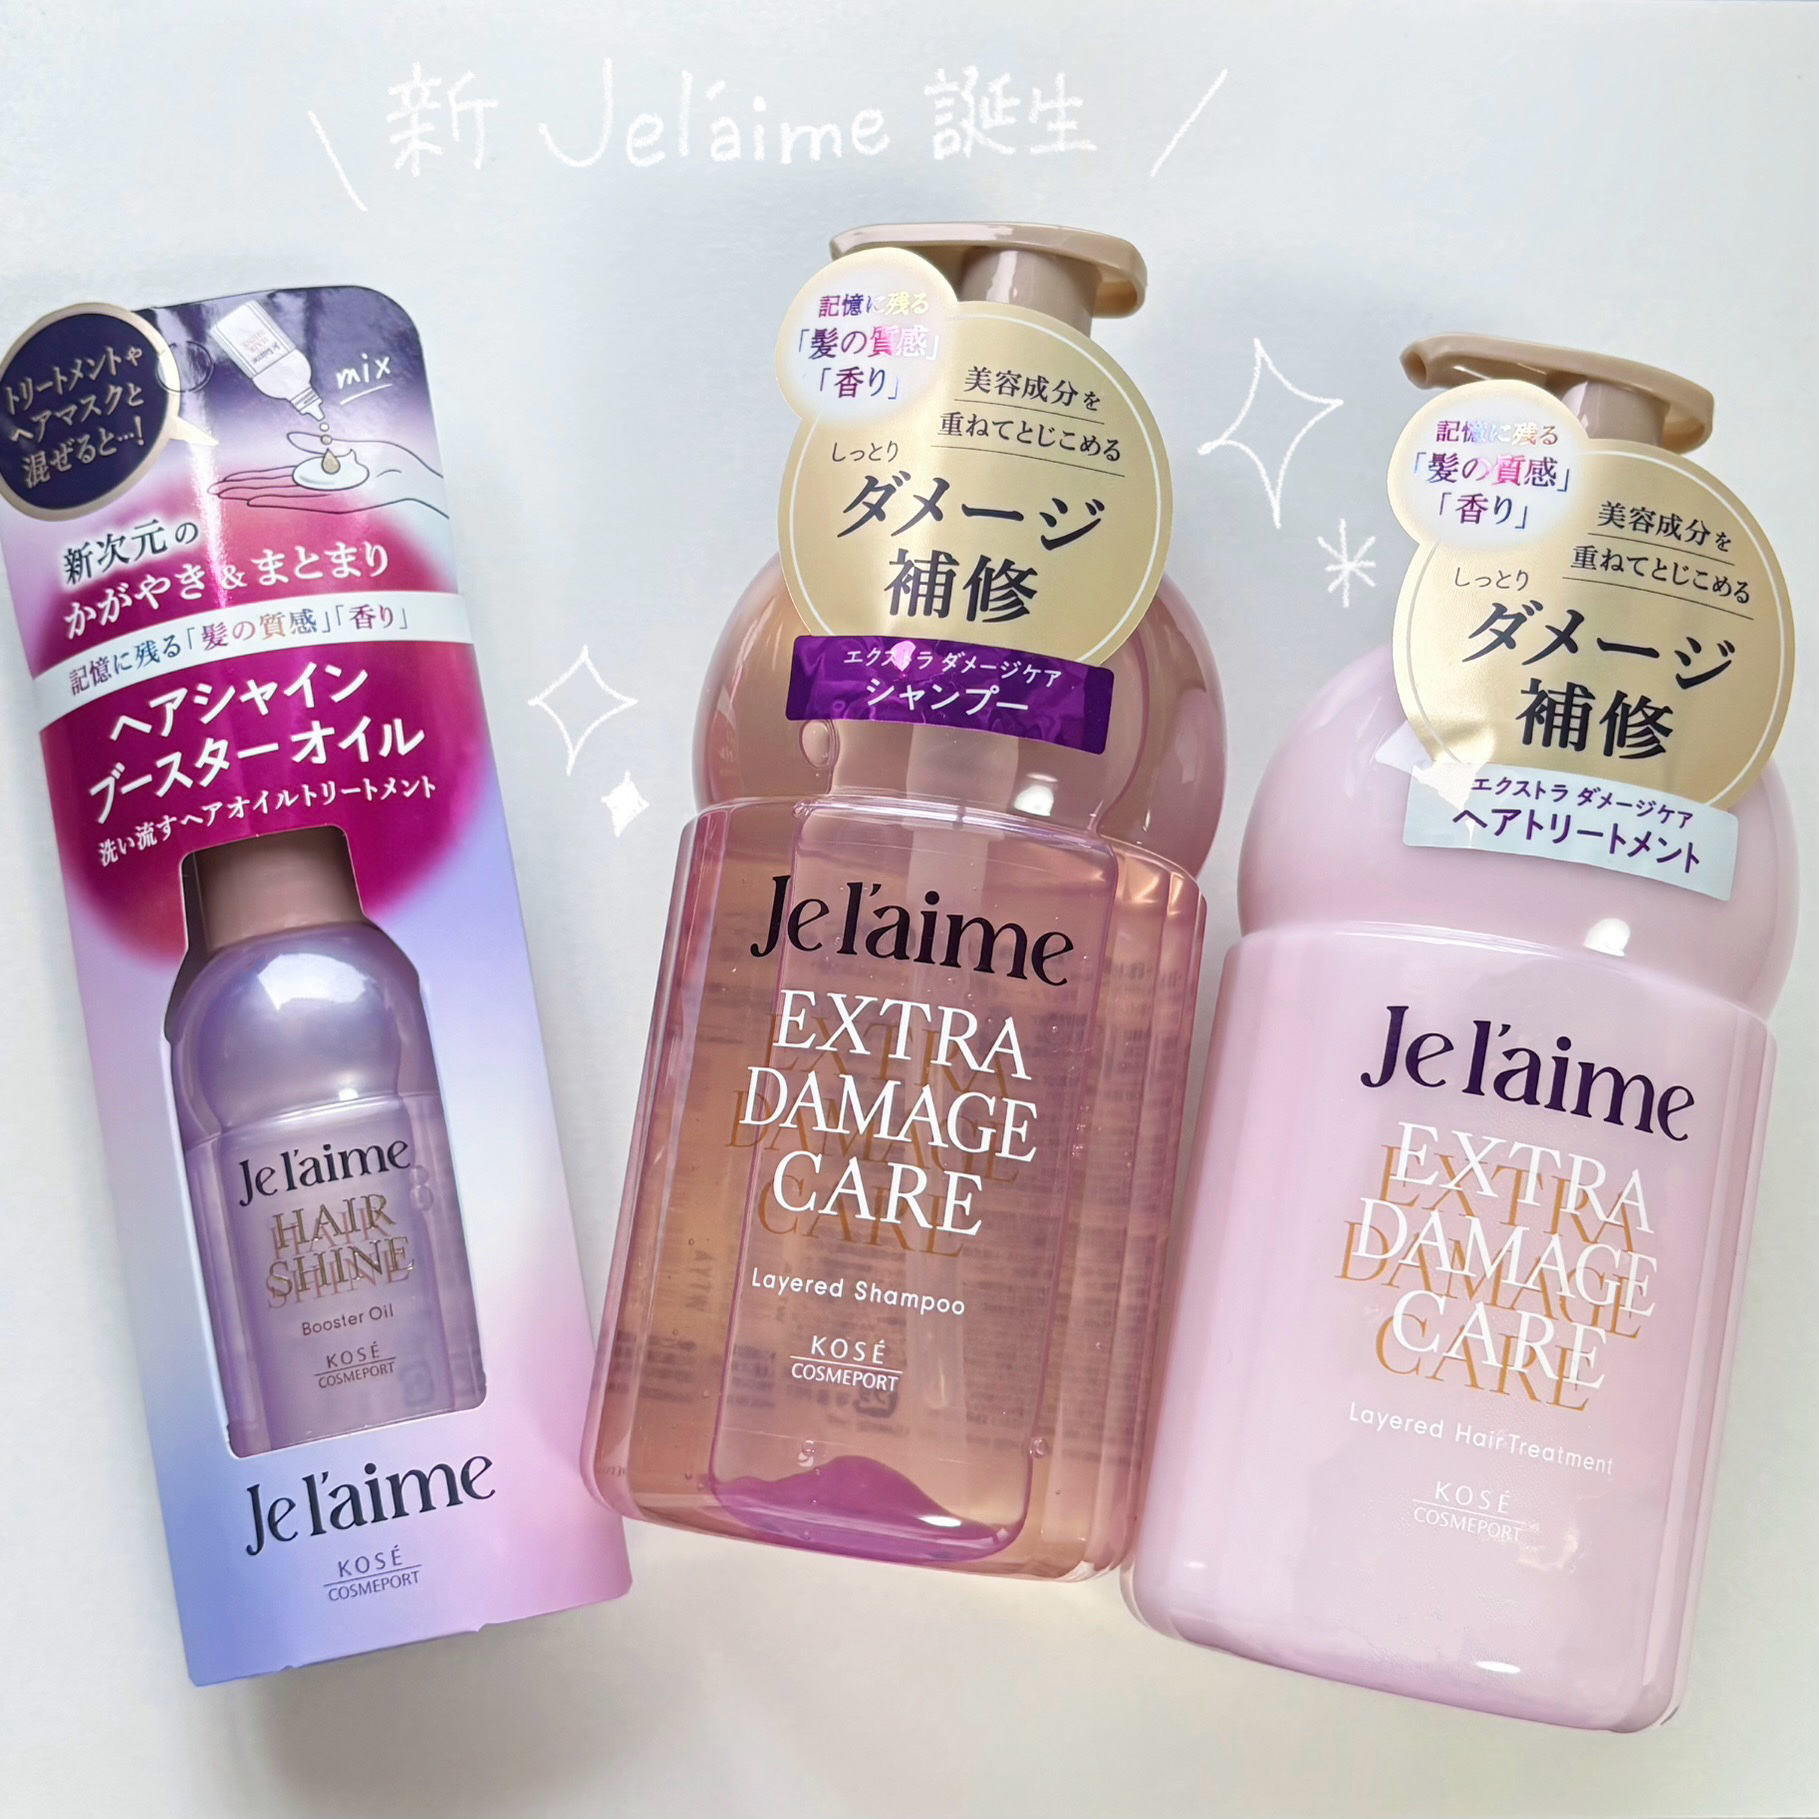 新 Je l'aime 誕生
トリートメントや
ヘアマスクと
混ぜると…!
mix
新次元の
かがやき&まとまり
記憶に残る「髪の質感」「香り」
ヘアシャイン
ブースターオイル
洗い流すヘアオイルトリートメント
Je l'aime
HAIR
SHINE
Booster Oil
KOSÉ
COSMEPORT
Je l'aime
KOSÉ
COSMEPORT
記憶に残る
「髪の質感」
「香り」
美容成分を
重ねてとじこめる
しっとり
ダメージ
補修
エクストラ ダメージケア
シャンプー
Je l'aime
EXTRA
DAMAGE
CARE
Layered Shampoo
KOSÉ
COSMEPORT
記憶に残る
「髪の質感」
「香り」
美容成分を
重ねてとじこめる
しっとり
ダメージ
補修
エクストラ ダメージケア
ヘアトリートメント
Je l'aime
EXTRA
DAMAGE
CARE
Layered Hair Treatment
KOSÉ
COSMEPORT